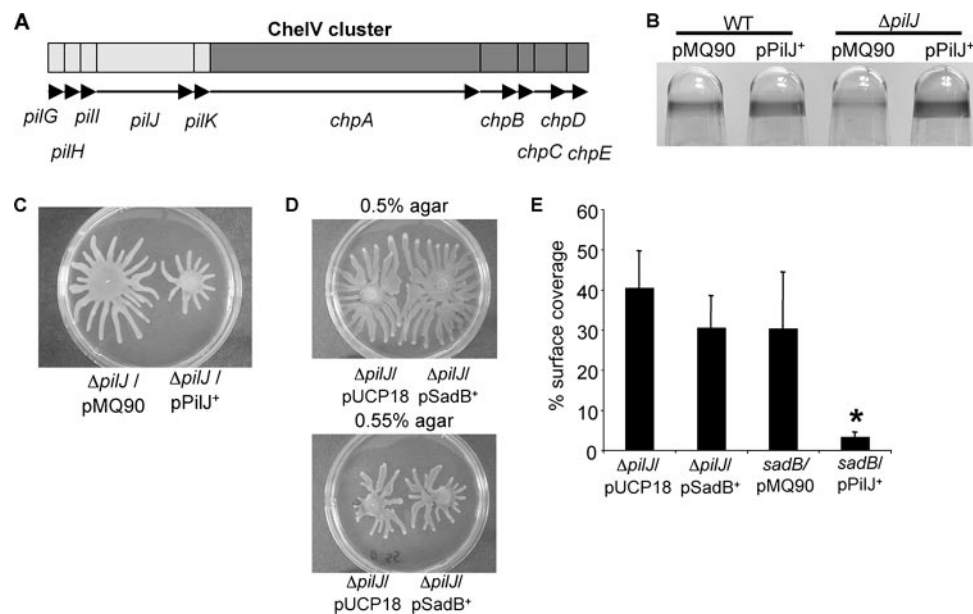 A
CheIV cluster
pilG
pilI
pilJ
pilK
chpA
chpB
chpD
pilH
chpC
chpE
B
WT
ΔpilJ
pMQ90
pPilJ⁺
pMQ90
pPilJ⁺
C
ΔpilJ /
pMQ90
ΔpilJ /
pPilJ⁺
D
0.5% agar
ΔpilJ/
pUCP18
ΔpilJ/
pSadB⁺
0.55% agar
ΔpilJ/
pUCP18
ΔpilJ/
pSadB⁺
E
% surface coverage
60
50
40
30
20
10
0
*
ΔpilJ/
pUCP18
ΔpilJ/
pSadB⁺
sadB/
pMQ90
sadB/
pPilJ⁺